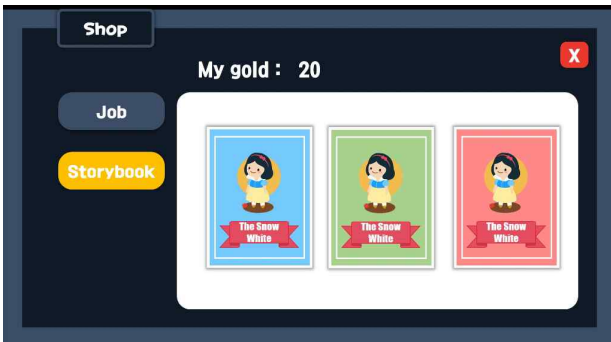 Shop
X
My gold : 20
Job
Storybook
The Snow
White
The Snow
White
The Snow
White